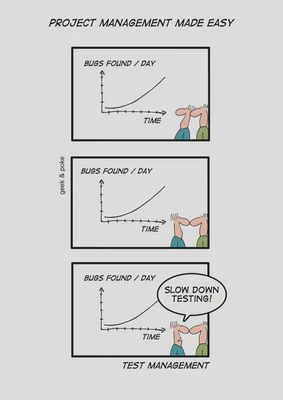 PROJECT MANAGEMENT MADE EASY
BUGS FOUND / DAY
TIME
geek & poke
BUGS FOUND / DAY
TIME
BUGS FOUND / DAY
SLOW DOWN
TESTING!
TIME
TEST MANAGEMENT